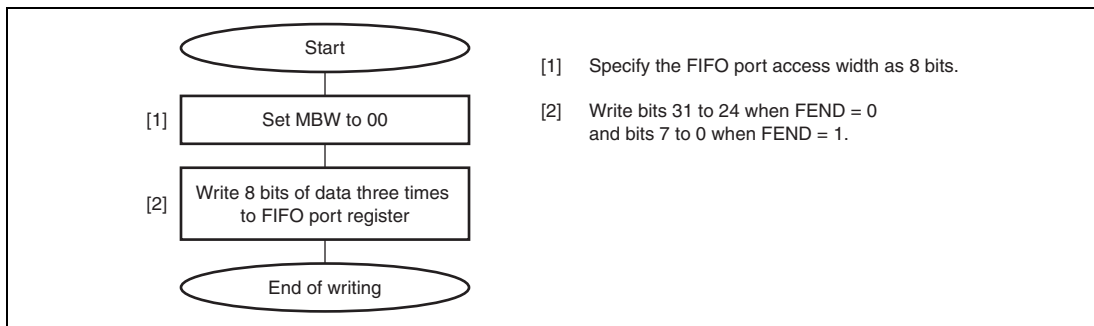 Start
[1] Set MBW to 00
[2] Write 8 bits of data three times
to FIFO port register
End of writing
[1] Specify the FIFO port access width as 8 bits.
[2] Write bits 31 to 24 when FEND = 0
and bits 7 to 0 when FEND = 1.